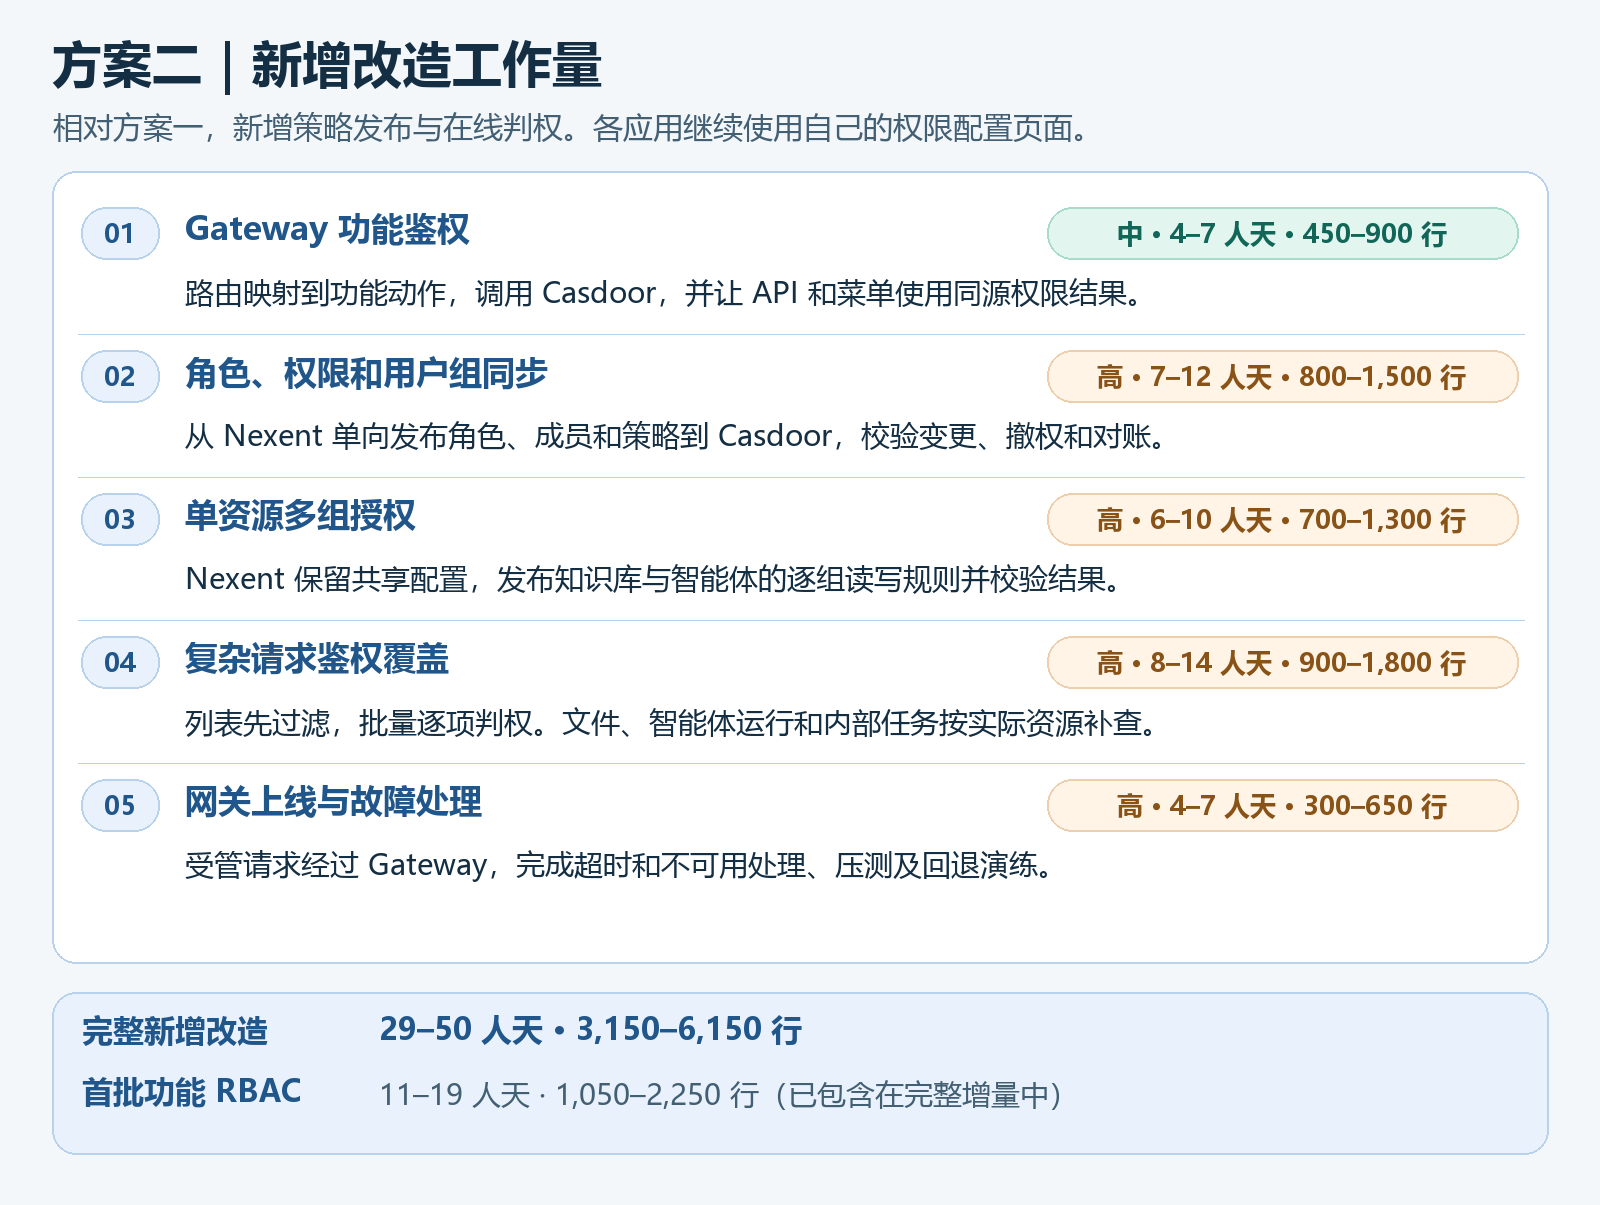 方案二｜新增改造工作量
相对方案一，新增策略发布与在线判权。各应用继续使用自己的权限配置页面。
01 Gateway 功能鉴权 中 • 4–7 人天 • 450–900 行
路由映射到功能动作，调用 Casdoor，并让 API 和菜单使用同源权限结果。
02 角色、权限和用户组同步 高 • 7–12 人天 • 800–1,500 行
从 Nexent 单向发布角色、成员和策略到 Casdoor，校验变更、撤权和对账。
03 单资源多组授权 高 • 6–10 人天 • 700–1,300 行
Nexent 保留共享配置，发布知识库与智能体的逐组读写规则并校验结果。
04 复杂请求鉴权覆盖 高 • 8–14 人天 • 900–1,800 行
列表先过滤，批量逐项判权。文件、智能体运行和内部任务按实际资源补查。
05 网关上线与故障处理 高 • 4–7 人天 • 300–650 行
受管请求经过 Gateway，完成超时和不可用处理、压测及回退演练。
完整新增改造 29–50 人天 • 3,150–6,150 行
首批功能 RBAC 11–19 人天 · 1,050–2,250 行（已包含在完整增量中）